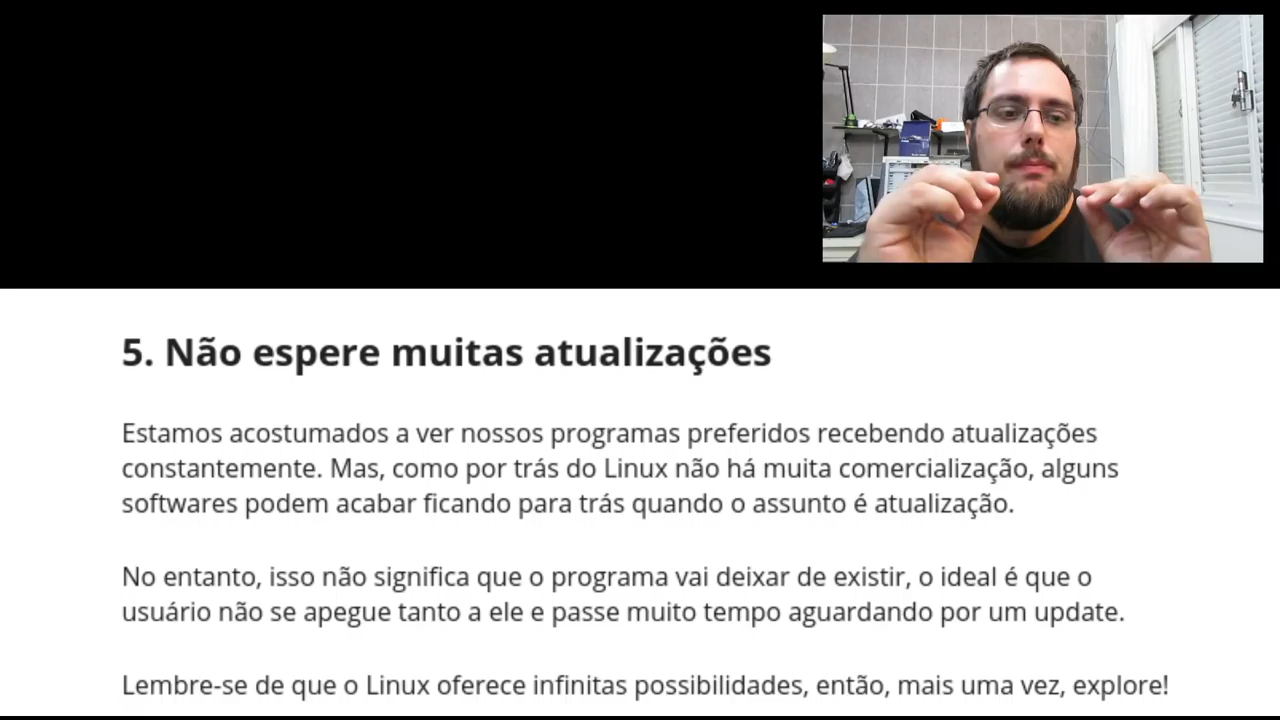 5. Não espere muitas atualizações
Estamos acostumados a ver nossos programas preferidos recebendo atualizações
constantemente. Mas, como por trás do Linux não há muita comercialização, alguns
softwares podem acabar ficando para trás quando o assunto é atualização.
No entanto, isso não significa que o programa vai deixar de existir, o ideal é que o
usuário não se apegue tanto a ele e passe muito tempo aguardando por um update.
Lembre-se de que o Linux oferece infinitas possibilidades, então, mais uma vez, explore!